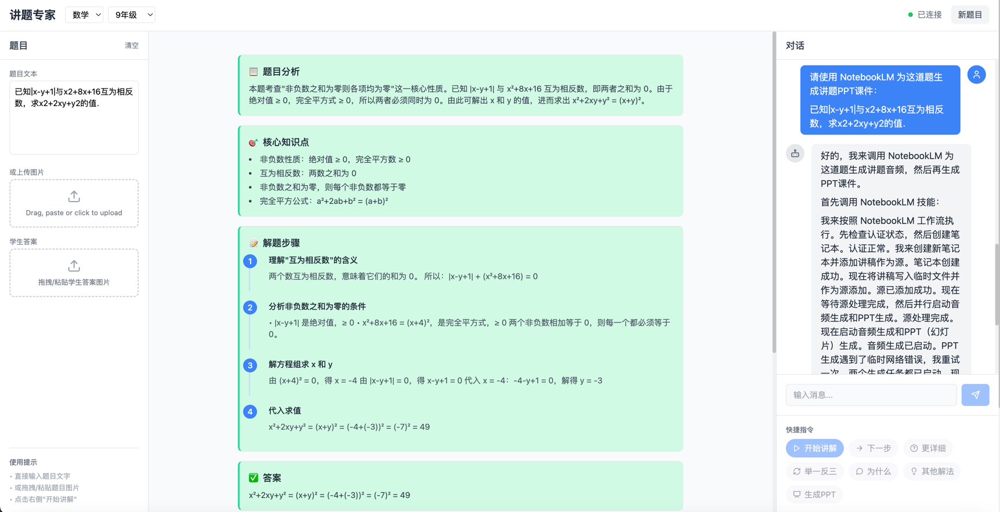 讲题专家
数学
9年级
已连接
新题目
题目
清空
题目文本
已知|x-y+1|与x2+8x+16互为相反
数，求x2+2xy+y2的值.
或上传图片
Drag, paste or click to upload
学生答案
拖拽/粘贴学生答案图片
使用提示
• 直接输入题目文字
• 或拖拽/粘贴题目图片
• 点击右侧"开始讲解"
题目分析
本题考查"非负数之和为零则各项均为零"这一核心性质。已知 |x-y+1| 与 x²+8x+16 互为相反数，即两者之和为 0。由于
绝对值 ≥ 0，完全平方式 ≥ 0，所以两者必须同时为 0。由此可解出 x 和 y 的值，进而求出 x²+2xy+y² = (x+y)²。
核心知识点
• 非负数性质：绝对值 ≥ 0，完全平方数 ≥ 0
• 互为相反数：两数之和为 0
• 非负数之和为零，则每个非负数都等于零
• 完全平方公式：a²+2ab+b² = (a+b)²
解题步骤
1 理解"互为相反数"的含义
两个数互为相反数，意味着它们的和为 0。 所以：|x-y+1| + (x²+8x+16) = 0
2 分析非负数之和为零的条件
• |x-y+1| 是绝对值，≥ 0 • x²+8x+16 = (x+4)²，是完全平方式，≥ 0 两个非负数相加等于 0，则每一个都必须等于
0。
3 解方程组求 x 和 y
由 (x+4)² = 0，得 x = -4 由 |x-y+1| = 0，得 x-y+1 = 0 代入 x = -4：-4-y+1 = 0，解得 y = -3
4 代入求值
x²+2xy+y² = (x+y)² = (-4+(-3))² = (-7)² = 49
答案
x²+2xy+y² = (x+y)² = (-4+(-3))² = (-7)² = 49
对话
请使用 NotebookLM 为这道题生
成讲题PPT课件：
已知|x-y+1|与x2+8x+16互为相反
数，求x2+2xy+y2的值.
好的，我来调用 NotebookLM 为
这道题生成讲题音频，然后再生成
PPT课件。
首先调用 NotebookLM 技能：
我来按照 NotebookLM 工作流执
行。先检查认证状态，然后创建笔
记本。认证正常。我来创建新笔记
本并添加讲稿作为源。笔记本创建
成功。现在将讲稿写入临时文件并
作为源添加。源已添加成功。现在
等待源处理完成，然后并行启动音
频生成和PPT生成。源处理完成。
现在启动音频生成和PPT（幻灯
片）生成。音频生成已启动。PPT
生成遇到了临时网络错误，我重试
一次。两个生成任务都已启动。现
输入消息...
快捷指令
开始讲解
下一步
更详细
举一反三
为什么
其他解法
生成PPT